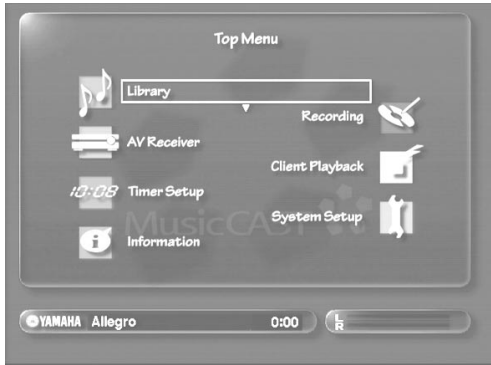 Top Menu
Library
Recording
AV Receiver
Client Playback
10:08 Timer Setup
System Setup
MusicCAST
Information
YAMAHA Allegro 0:00 L R